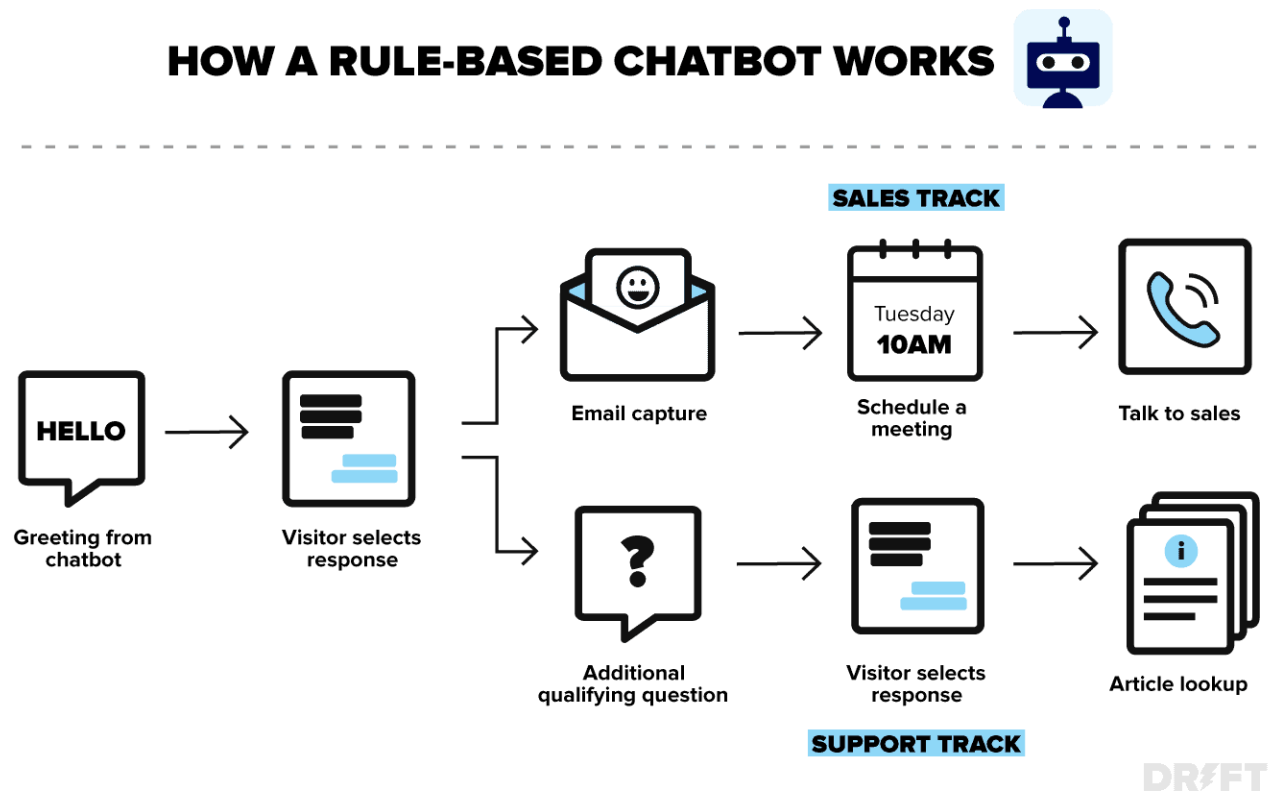 HOW A RULE-BASED CHATBOT WORKS
SALES TRACK
Tuesday
10AM
Email capture
Schedule a
meeting
Talk to sales
HELLO
Greeting from
chatbot
Visitor selects
response
?
Additional
qualifying question
Visitor selects
response
i
Article lookup
SUPPORT TRACK
DRIFT